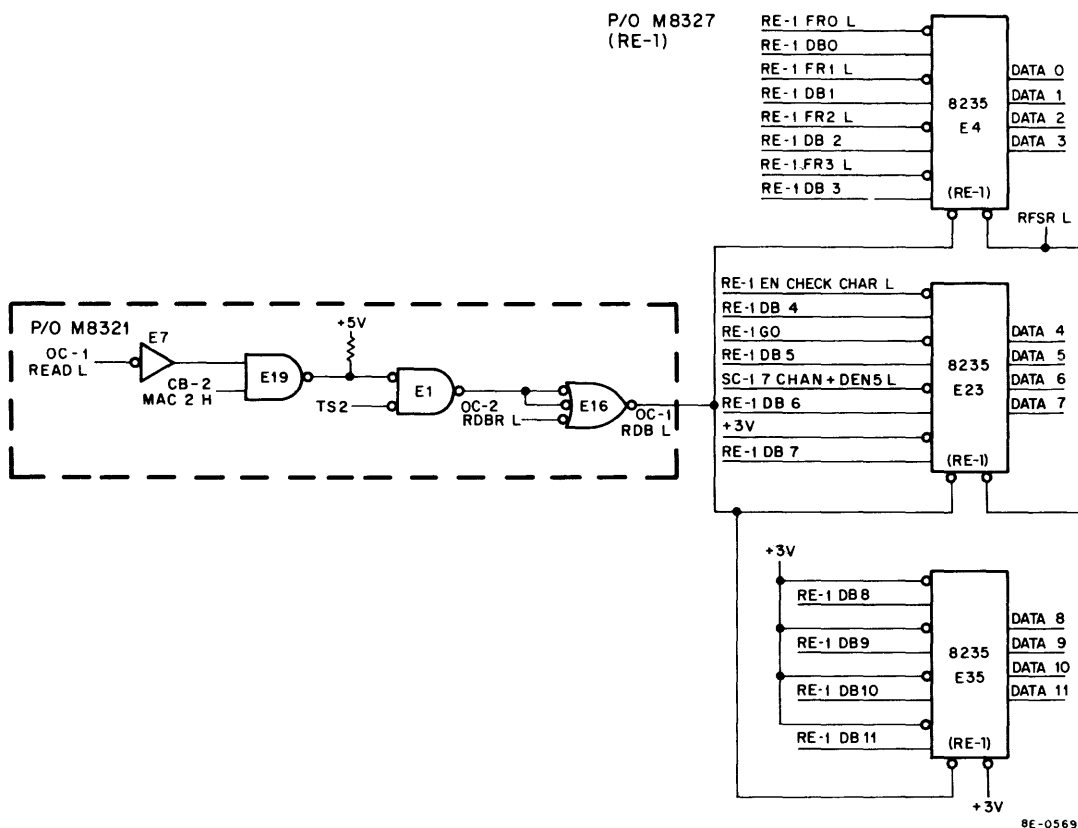 P/O M8327
(RE-1)
RE-1 FR0 L
RE-1 DB0
RE-1 FR1 L
RE-1 DB1
RE-1 FR2 L
RE-1 DB 2
RE-1 FR3 L
RE-1 DB 3
8235
E4
(RE-1)
DATA 0
DATA 1
DATA 2
DATA 3
RFSR L
P/O M8321
E7
OC-1
READ L
CB-2
MAC 2 H
E19
+5V
TS2
E1
OC-2
RDBR L
E16
OC-1
RDB L
RE-1 EN CHECK CHAR L
RE-1 DB 4
RE-1 GO
RE-1 DB5
SC-1 7 CHAN + DEN5 L
RE-1 DB 6
+3V
RE-1 DB 7
8235
E23
(RE-1)
DATA 4
DATA 5
DATA 6
DATA 7
+3V
RE-1 DB8
RE-1 DB9
RE-1 DB10
RE-1 DB11
8235
E35
(RE-1)
DATA 8
DATA 9
DATA 10
DATA 11
+3V
8E-0569